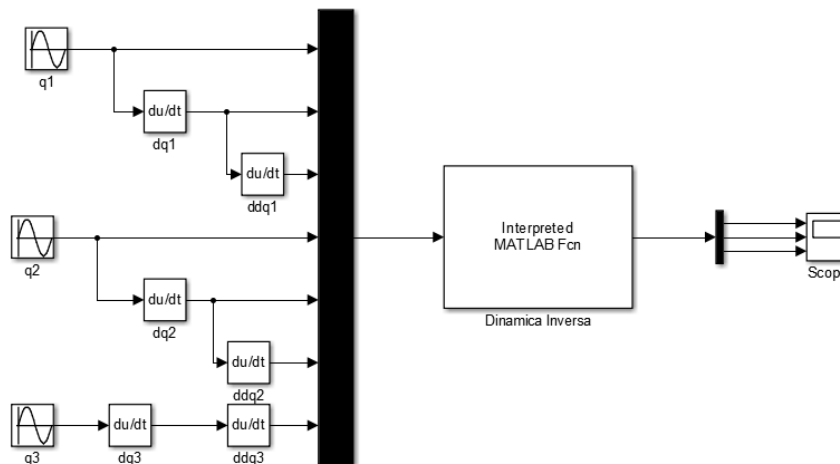 q1
du/dt
dq1
du/dt
ddq1
q2
du/dt
dq2
du/dt
ddq2
q3
du/dt
dq3
du/dt
ddq3
Interpreted
MATLAB Fcn
Dinamica Inversa
Scop